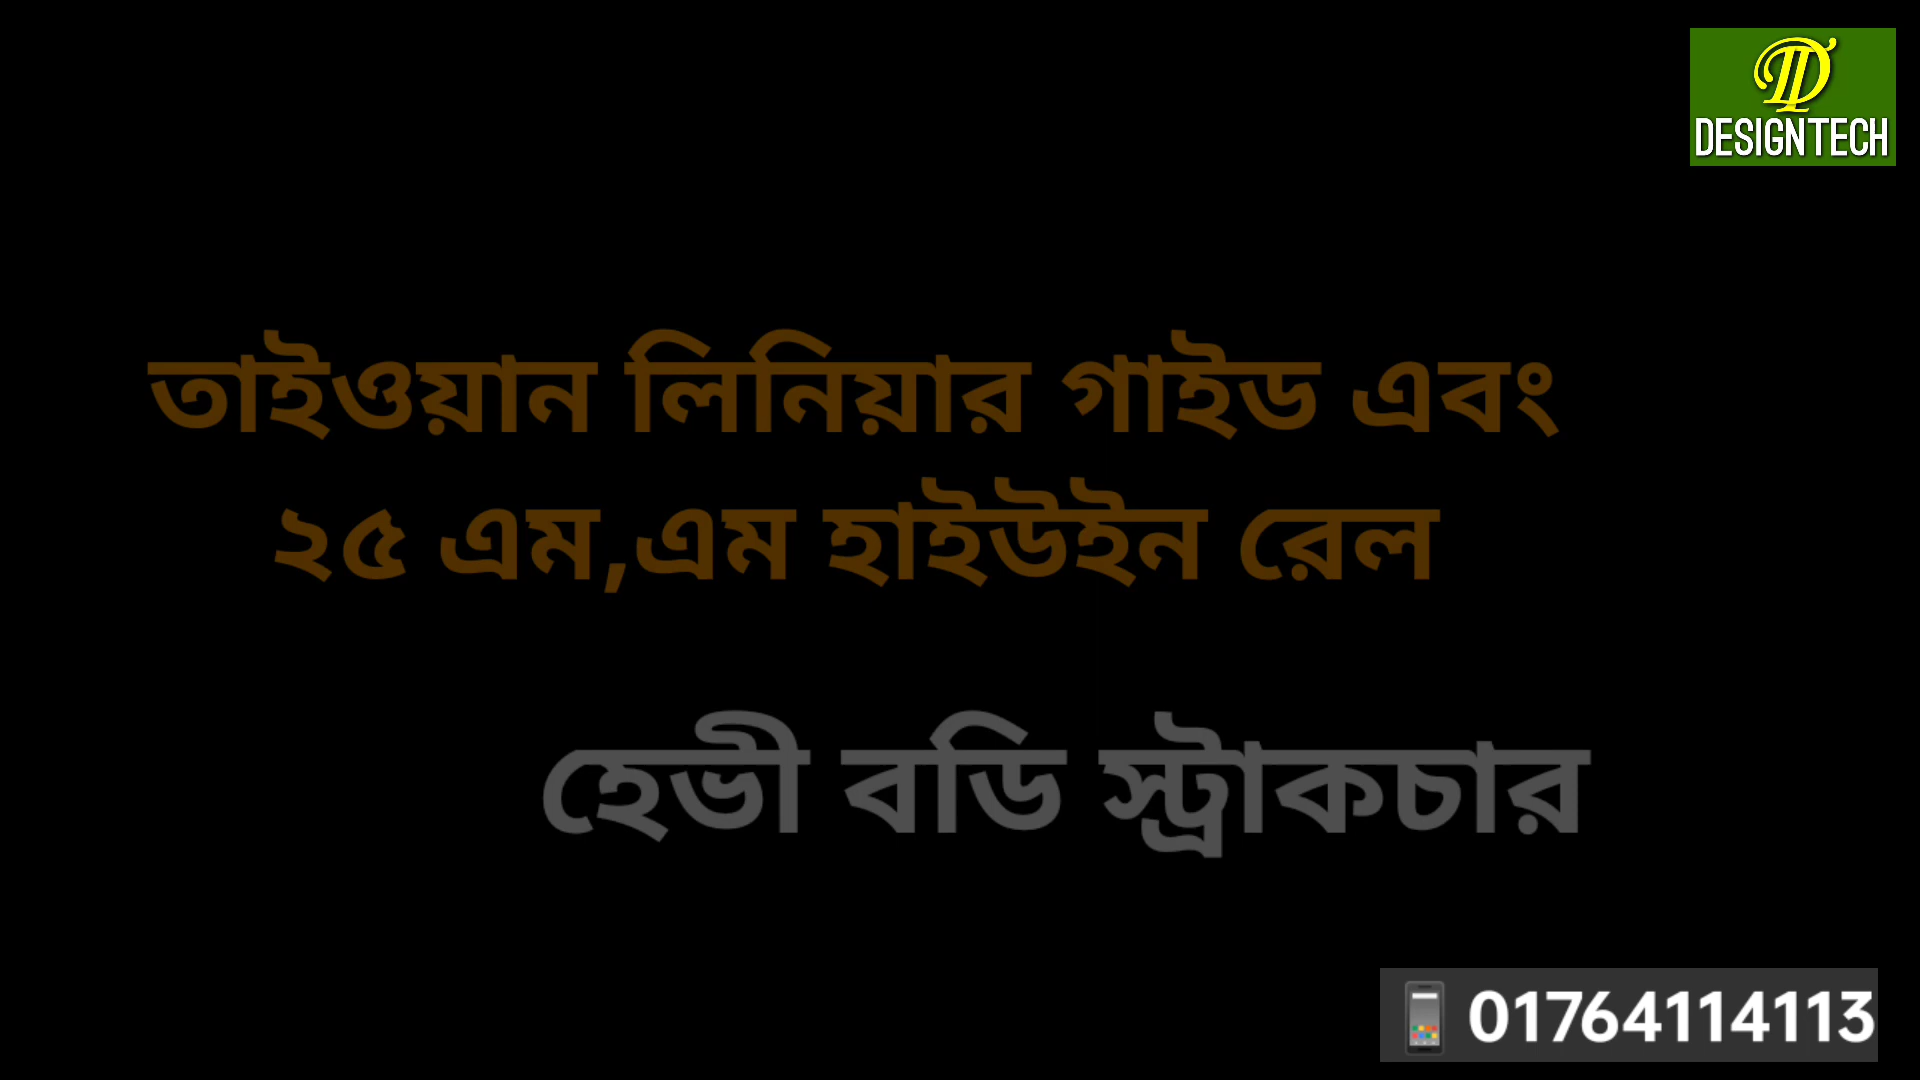 DESIGNTECH
তাইওয়ান লিনিয়ার গাইড এবং
২৫ এম,এম হাইউইন রেল
হেভী বডি স্ট্রাকচার
01764114113